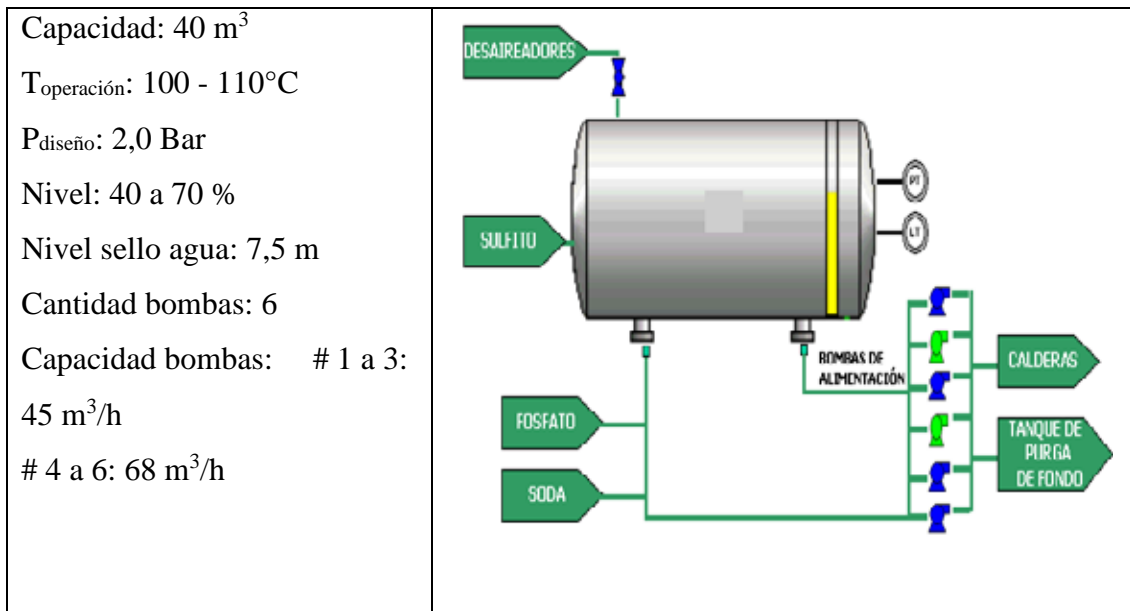 Capacidad: 40 m³
Toperación: 100 - 110°C
Pdiseño: 2,0 Bar
Nivel: 40 a 70 %
Nivel sello agua: 7,5 m
Cantidad bombas: 6
Capacidad bombas: # 1 a 3:
45 m³/h
# 4 a 6: 68 m³/h
DESAIREADORES
PT
SULFITO
LT
BOMBAS DE
ALIMENTACIÓN
CALDERAS
FOSFATO
TANQUE DE
PURGA
DE FONDO
SODA